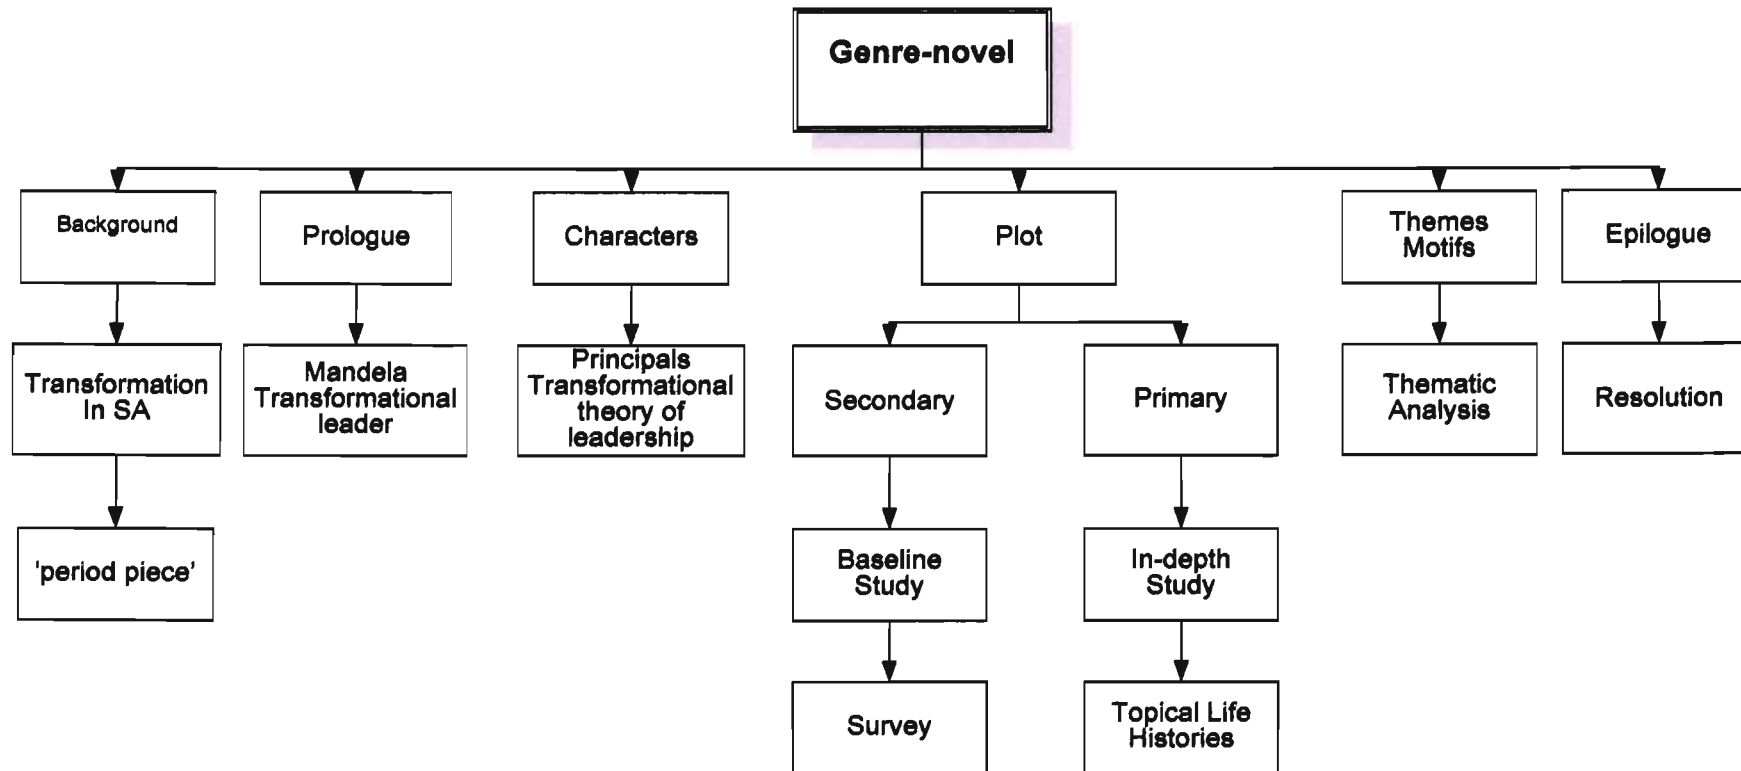 Genre-novel
Background
Prologue
Characters
Plot
Themes
Motifs
Epilogue
Transformation
In SA
Mandela
Transformational
leader
Principals
Transformational
theory of
leadership
Secondary
Primary
Thematic
Analysis
Resolution
'period piece'
Baseline
Study
In-depth
Study
Survey
Topical Life
Histories